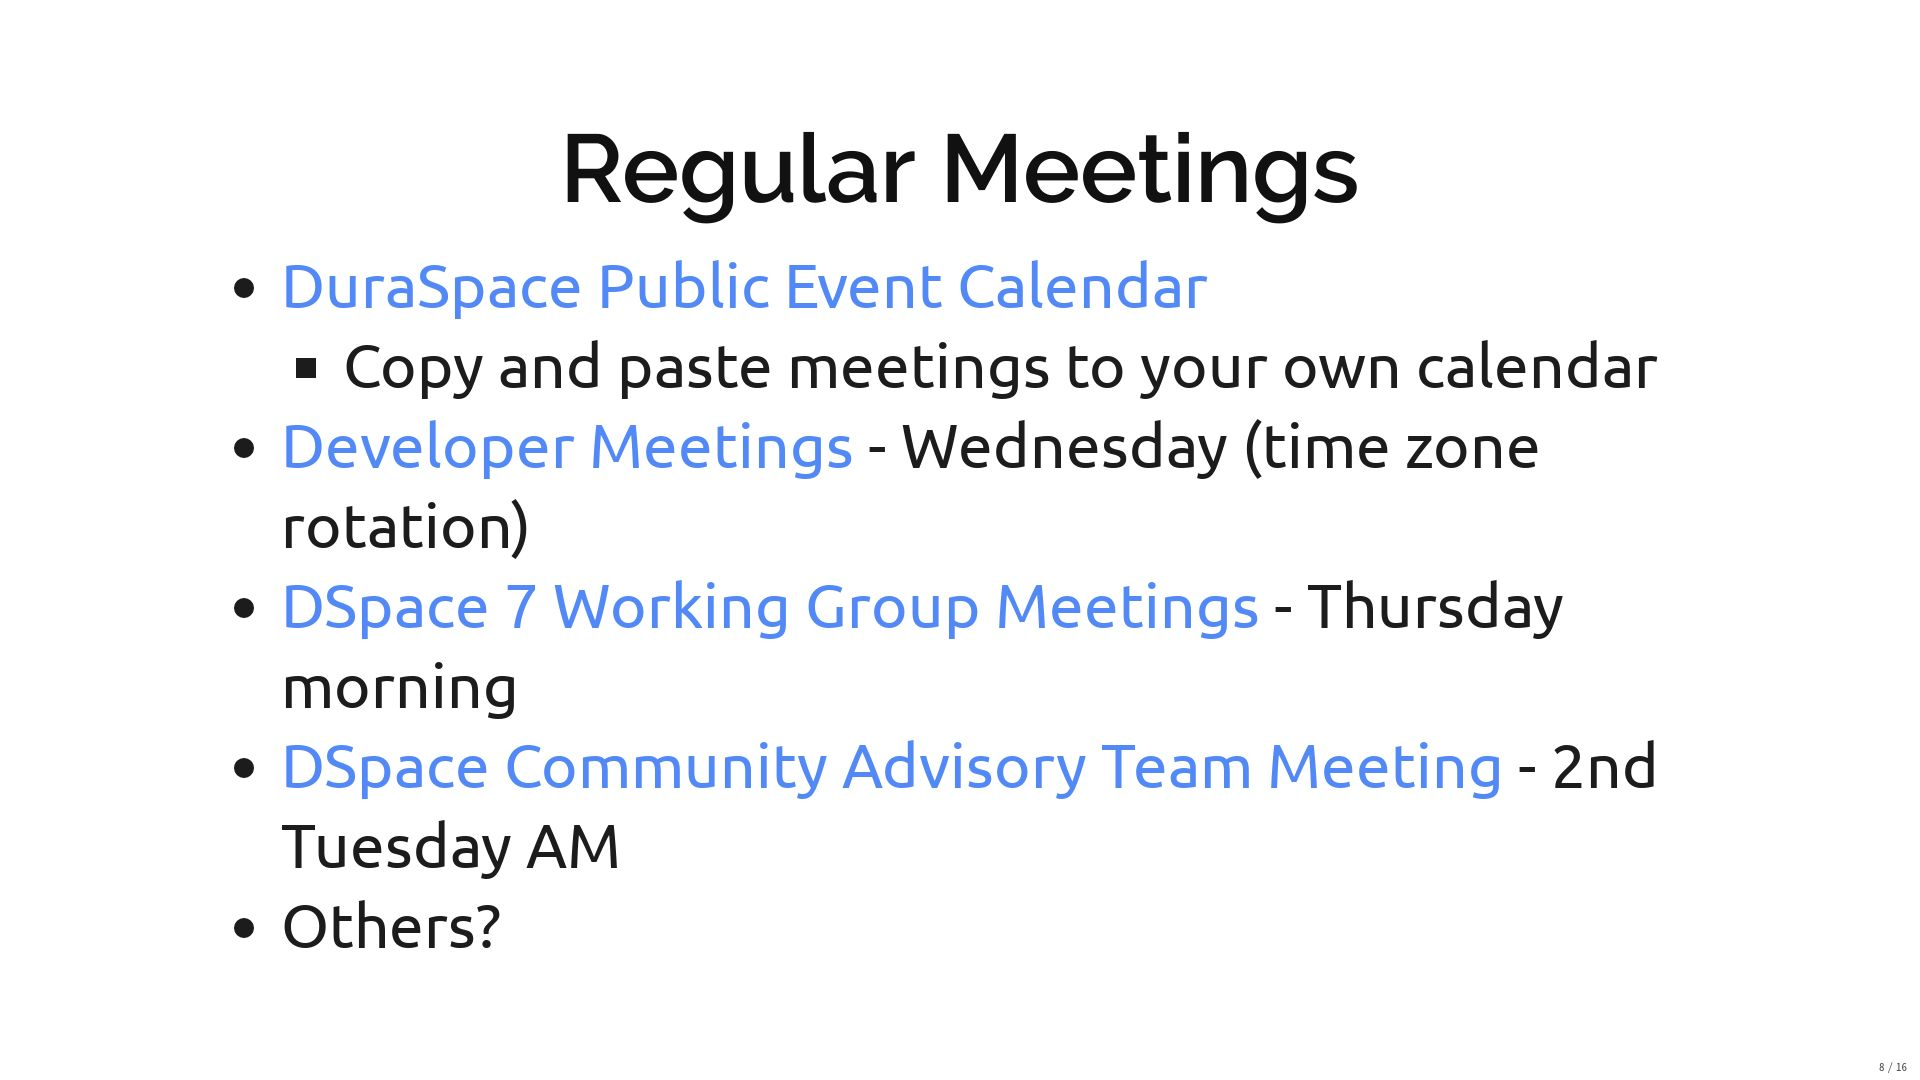 Regular Meetings
DuraSpace Public Event Calendar
Copy and paste meetings to your own calendar
Developer Meetings - Wednesday (time zone
rotation)
DSpace 7 Working Group Meetings - Thursday
morning
DSpace Community Advisory Team Meeting - 2nd
Tuesday AM
Others?
8 / 16